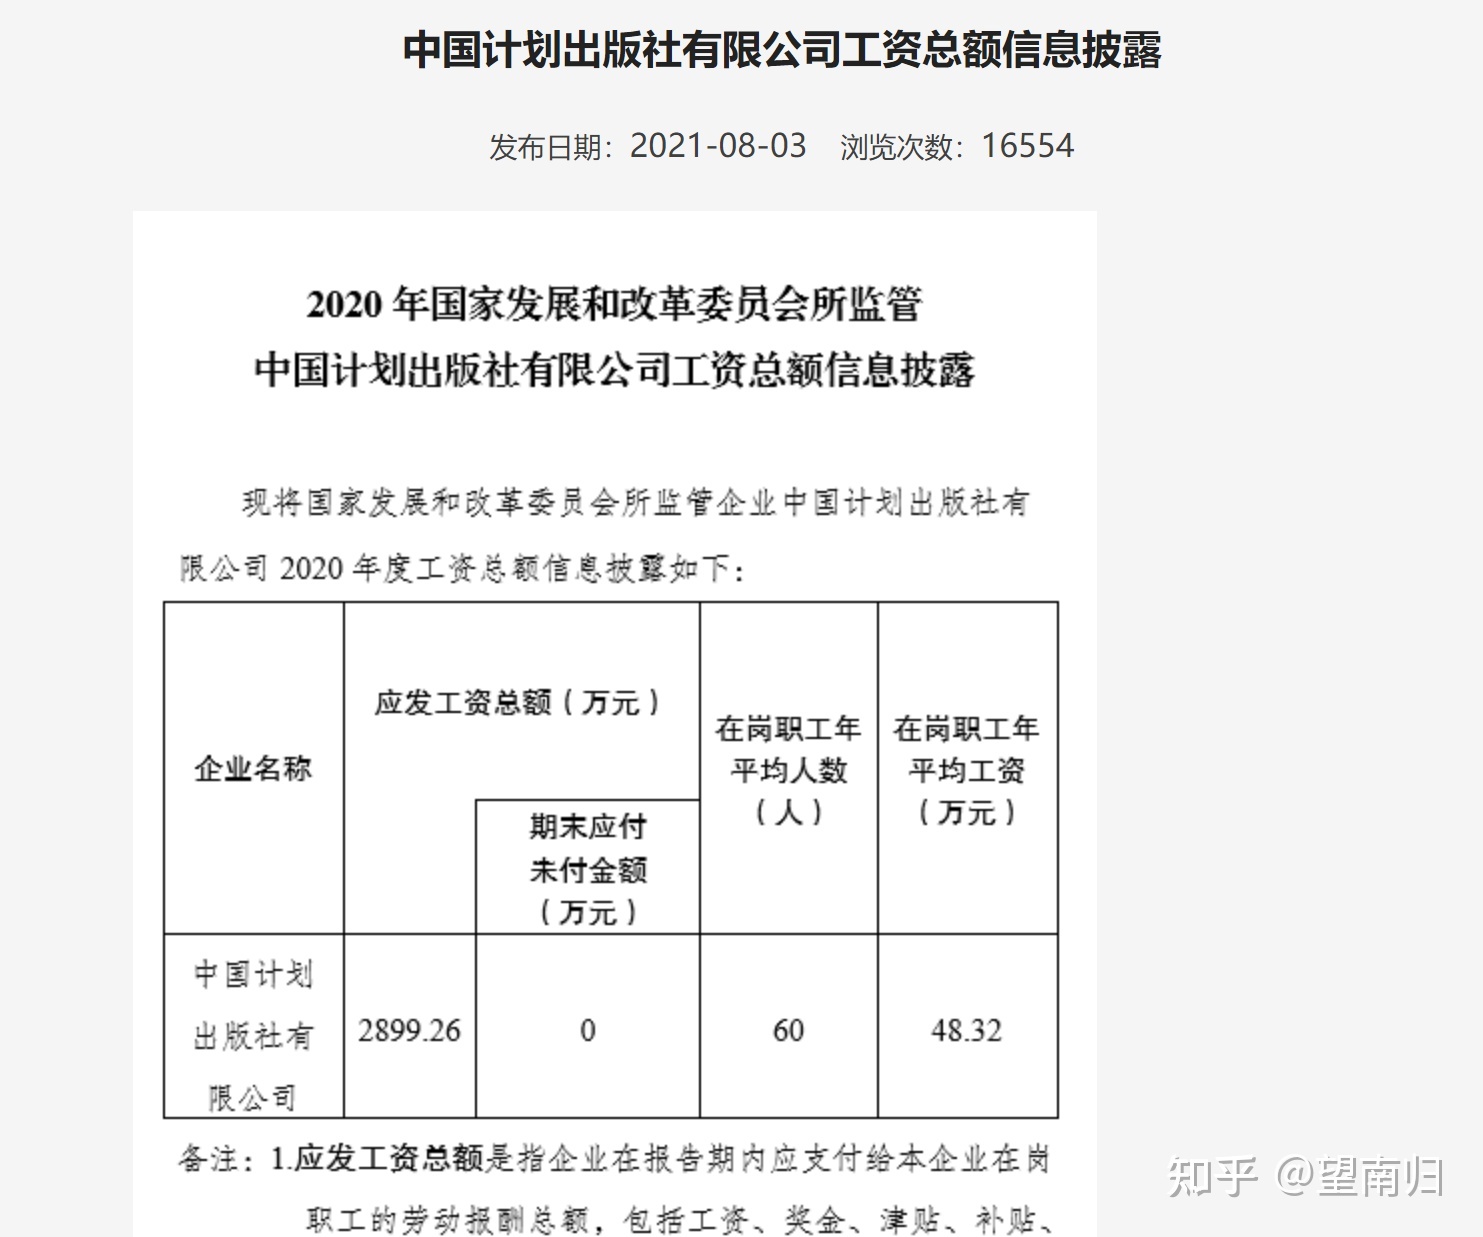 中国计划出版社有限公司工资总额信息披露
发布日期：2021-08-03 浏览次数：16554
2020 年国家发展和改革委员会所监管
中国计划出版社有限公司工资总额信息披露
现将国家发展和改革委员会所监管企业中国计划出版社有
限公司 2020 年度工资总额信息披露如下：
企业名称
应发工资总额（万元）
期末应付
未付金额
（万元）
在岗职工年
平均人数
（人）
在岗职工年
平均工资
（万元）
中国计划
出版社有
限公司
2899.26
0
60
48.32
备注：1.应发工资总额是指企业在报告期内应支付给本企业在岗
职工的劳动报酬总额，包括工资、奖金、津贴、补贴、
知乎 @望南归